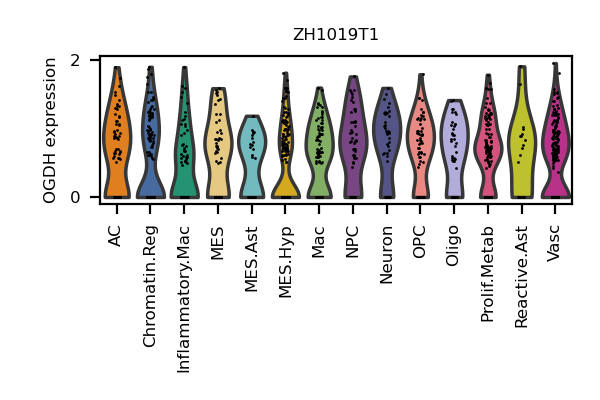 ZH1019T1
OGDH expression
2
0
AC
Chromatin.Reg
Inflammatory.Mac
MES
MES.Ast
MES.Hyp
Mac
NPC
Neuron
OPC
Oligo
Prolif.Metab
Reactive.Ast
Vasc